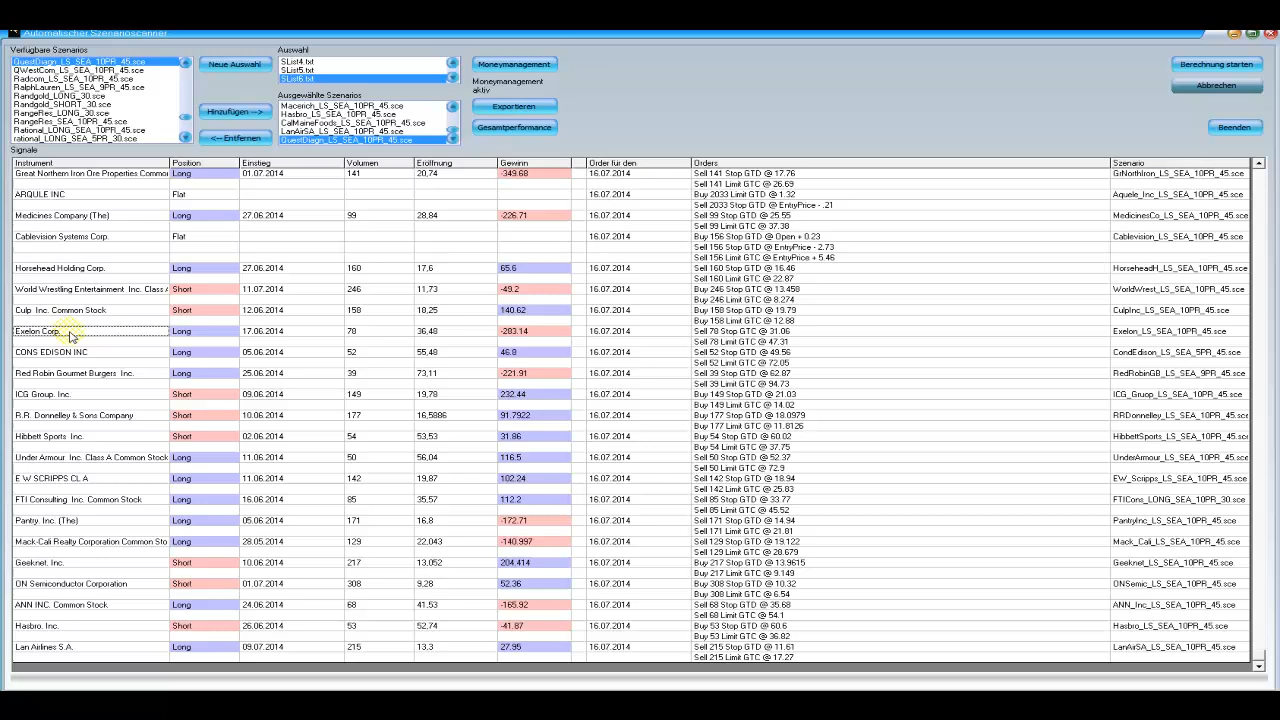 Automatischer Szenarioscanner
Verfügbare Szenarios
QuestDiagn_LS_SEA_10PR_45.sce
QWestCom_LS_SEA_10PR_45.sce
Radcom_LS_SEA_10PR_45.sce
RalphLauren_LS_SEA_9PR_45.sce
Randgold_LONG_30.sce
Randgold_SHORT_30.sce
RangeRes_LONG_30.sce
RangeRes_SEA_10PR_45.sce
Rational_LONG_SEA_10PR_30.sce
rational_LONG_SEA_5PR_30.sce
Neue Auswahl
Hinzufügen -->
<-- Entfernen
Auswahl
SList4.txt
SList5.txt
SList6.txt
Ausgewählte Szenarios
Macerich_LS_SEA_10PR_45.sce
Hasbro_LS_SEA_10PR_45.sce
CalMaineFoods_LS_SEA_10PR_45.sce
LanAirSA_LS_SEA_10PR_45.sce
QuestDiagn_LS_SEA_10PR_45.sce
Moneymanagement
Moneymanagement
aktiv
Exportieren
Gesamtperformance
Berechnung starten
Abbrechen
Beenden
Signale
Instrument Position Einstieg Volumen Eröffnung Gewinn Order für den Orders Szenario
Great Northern Iron Ore Properties Commo Long 01.07.2014 141 20,74 -349.68 16.07.2014 Sell 141 Stop GTD @ 17.76 GrNorthIron_LS_SEA_10PR_45.sce
Sell 141 Limit GTC @ 26.69
ARQULE INC Flat 16.07.2014 Buy 2033 Limit GTD @ 1.32 Aquele_Inc_LS_SEA_10PR_45.sce
Sell 2033 Stop GTD @ EntryPrice - .21
Medicines Company (The) Long 27.06.2014 99 28,84 -226.71 16.07.2014 Sell 99 Stop GTD @ 25.55 MedicinesCo_LS_SEA_10PR_45.sce
Sell 99 Limit GTC @ 37.38
Cablevision Systems Corp. Flat 16.07.2014 Buy 156 Stop GTD @ Open + 0.23 Cablevision_LS_SEA_10PR_45.sce
Sell 156 Stop GTD @ EntryPrice - 2.73
Sell 156 Limit GTD @ EntryPrice + 5.46
Horsehead Holding Corp. Long 27.06.2014 160 17,6 65.6 16.07.2014 Sell 160 Stop GTD @ 16.46 HorseheadH_LS_SEA_10PR_45.sce
Sell 160 Limit GTC @ 22.87
World Wrestling Entertainment Inc. Class A Short 11.07.2014 246 11,73 -49.2 16.07.2014 Buy 246 Stop GTD @ 13.458 WorldWrest_LS_SEA_10PR_45.sce
Buy 246 Limit GTC @ 8.274
Culp Inc. Common Stock Short 12.06.2014 158 18,25 140.62 16.07.2014 Buy 158 Stop GTD @ 19.79 CulpInc_LS_SEA_10PR_45.sce
Buy 158 Limit GTC @ 12.88
Exelon Corp. Long 17.06.2014 78 36,48 -283.14 16.07.2014 Sell 78 Stop GTD @ 31.06 Exelon_LS_SEA_10PR_45.sce
Sell 78 Limit GTC @ 47.31
CONS EDISON INC Long 05.06.2014 52 55,48 46.8 16.07.2014 Sell 52 Stop GTD @ 49.56 CondEdison_LS_SEA_5PR_45.sce
Sell 52 Limit GTC @ 72.05
Red Robin Gourmet Burgers Inc. Long 25.06.2014 39 73,11 -221.91 16.07.2014 Sell 39 Stop GTD @ 62.87 RedRobinGB_LS_SEA_9PR_45.sce
Sell 39 Limit GTC @ 94.73
ICG Group. Inc. Short 09.06.2014 149 19,78 232.44 16.07.2014 Buy 149 Stop GTD @ 21.03 ICG_Gruop_LS_SEA_10PR_45.sce
Buy 149 Limit GTC @ 14.02
R.R. Donnelley & Sons Company Short 10.06.2014 177 16,5886 91.7922 16.07.2014 Buy 177 Stop GTD @ 18.0979 RRDonnelley_LS_SEA_10PR_45.sce
Buy 177 Limit GTC @ 11.8126
Hibbett Sports Inc. Short 02.06.2014 54 53,53 31.86 16.07.2014 Buy 54 Stop GTD @ 60.02 HibbettSports_LS_SEA_10PR_45.sce
Buy 54 Limit GTC @ 37.75
Under Armour Inc. Class A Common Stock Long 11.06.2014 50 56,04 116.5 16.07.2014 Sell 50 Stop GTD @ 52.37 UnderArmour_LS_SEA_10PR_45.sce
Sell 50 Limit GTC @ 72.9
E W SCRIPPS CL A Long 11.06.2014 142 19,87 102.24 16.07.2014 Sell 142 Stop GTD @ 18.94 EW_Scripps_LS_SEA_10PR_45.sce
Sell 142 Limit GTC @ 25.83
FTI Consulting Inc. Common Stock Long 16.06.2014 85 35,57 112.2 16.07.2014 Sell 85 Stop GTD @ 33.77 FTICons_LONG_SEA_10PR_30.sce
Sell 85 Limit GTC @ 45.52
Pantry. Inc. (The) Long 05.06.2014 171 16,8 -172.71 16.07.2014 Sell 171 Stop GTD @ 14.94 PantryInc_LS_SEA_10PR_45.sce
Sell 171 Limit GTC @ 21.81
Mack-Cali Realty Corporation Common Sto Long 28.05.2014 129 22,043 -140.997 16.07.2014 Sell 129 Stop GTD @ 19.122 Mack_Cali_LS_SEA_10PR_45.sce
Sell 129 Limit GTC @ 28.679
Geeknet. Inc. Short 10.06.2014 217 13,052 204.414 16.07.2014 Buy 217 Stop GTD @ 13.9615 Geeknet_LS_SEA_10PR_45.sce
Buy 217 Limit GTC @ 9.149
ON Semiconductor Corporation Short 01.07.2014 308 9,28 52.36 16.07.2014 Buy 308 Stop GTD @ 10.32 ONSemic_LS_SEA_10PR_45.sce
Buy 308 Limit GTC @ 6.54
ANN INC. Common Stock Long 24.06.2014 68 41,53 -165.92 16.07.2014 Sell 68 Stop GTD @ 35.68 ANN_Inc_LS_SEA_10PR_45.sce
Sell 68 Limit GTC @ 54.1
Hasbro. Inc. Short 26.06.2014 53 52,74 -41.87 16.07.2014 Buy 53 Stop GTD @ 60.6 Hasbro_LS_SEA_10PR_45.sce
Buy 53 Limit GTC @ 36.82
Lan Airlines S.A. Long 09.07.2014 215 13,3 27.95 16.07.2014 Sell 215 Stop GTD @ 11.61 LanAirSA_LS_SEA_10PR_45.sce
Sell 215 Limit GTC @ 17.27